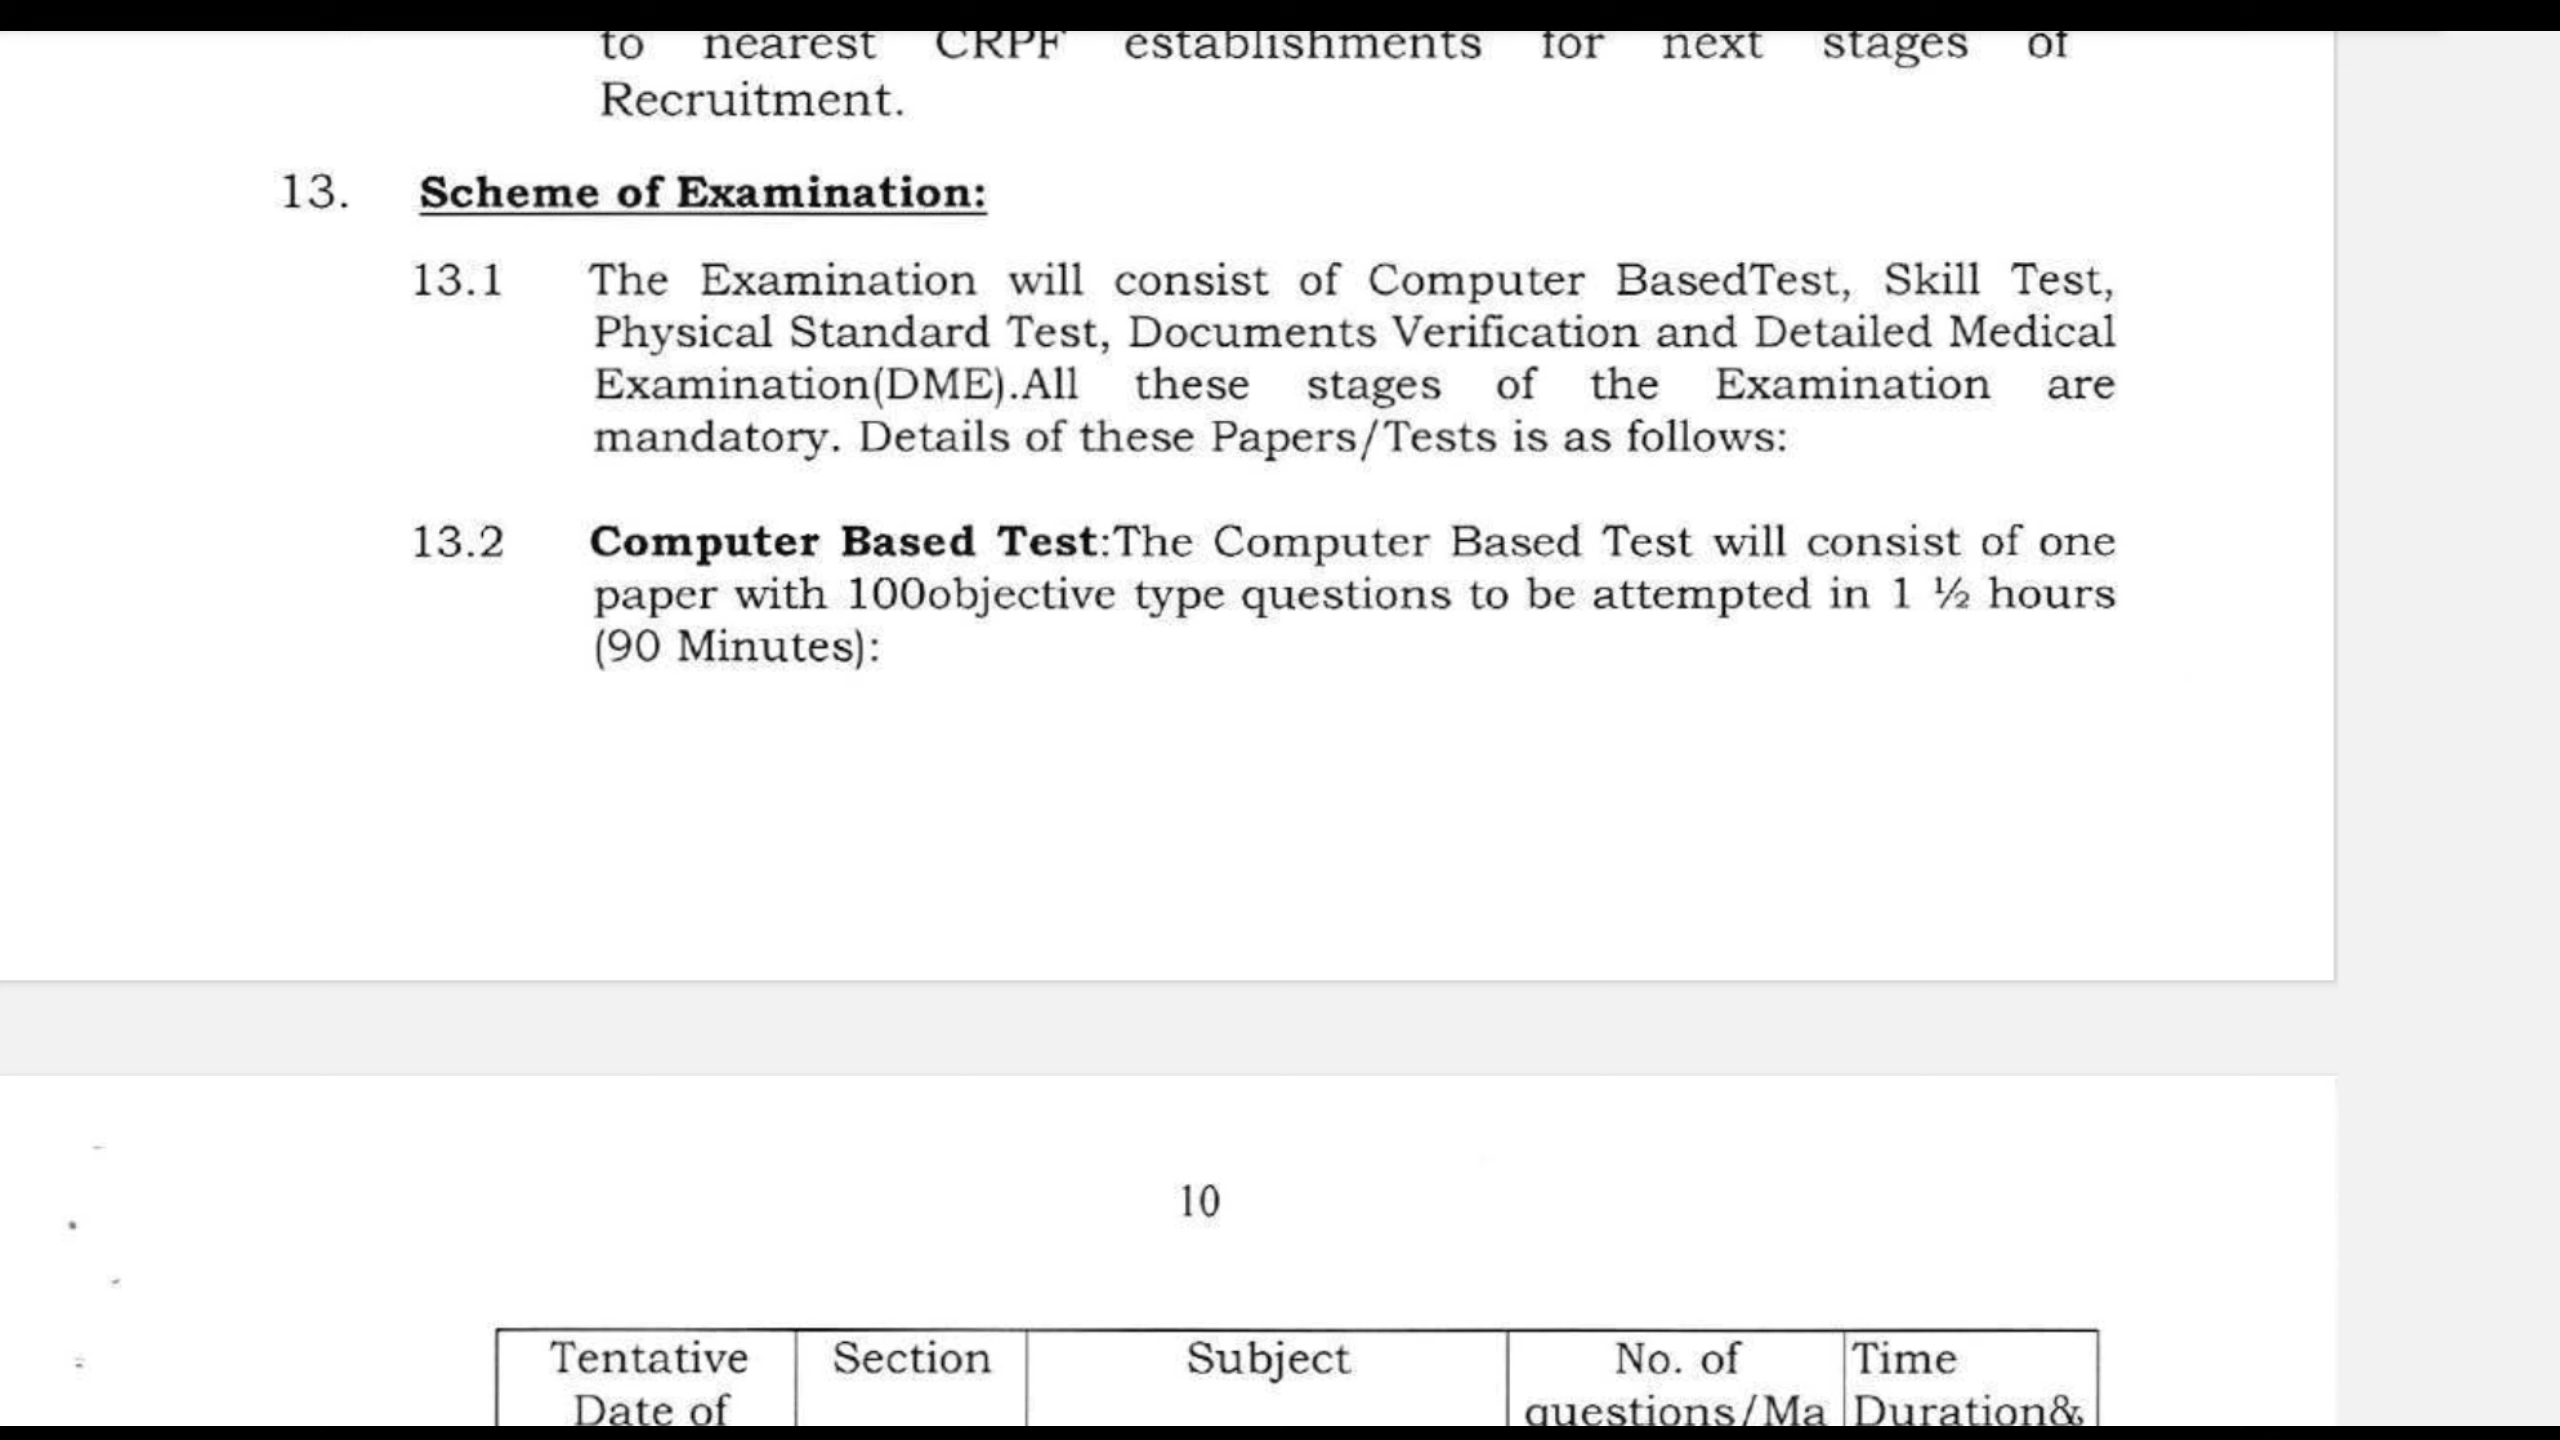 to nearest CRPF establishments for next stages of
Recruitment.
13. Scheme of Examination:
13.1 The Examination will consist of Computer BasedTest, Skill Test,
Physical Standard Test, Documents Verification and Detailed Medical
Examination(DME).All these stages of the Examination are
mandatory. Details of these Papers/Tests is as follows:
13.2 Computer Based Test:The Computer Based Test will consist of one
paper with 100objective type questions to be attempted in 1 ½ hours
(90 Minutes):
10
Tentative Section Subject No. of Time
Date of questions/Ma Duration&